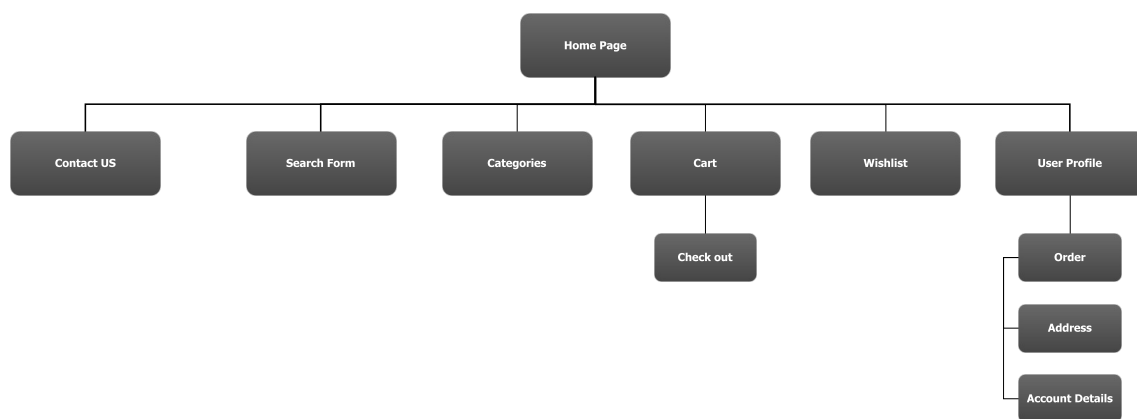 Home Page
Contact US
Search Form
Categories
Cart
Wishlist
User Profile
Check out
Order
Address
Account Details